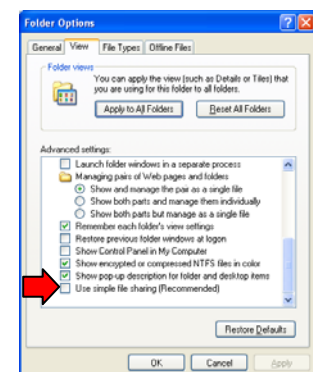 Folder Options
General View File Types Offline Files
Folder views
You can apply the view (such as Details or Tiles) that
you are using for this folder to all folders.
Apply to All Folders Reset All Folders
Advanced settings:
Launch folder windows in a separate process
Managing pairs of Web pages and folders
Show and manage the pair as a single file
Show both parts and manage them individually
Show both parts but manage as a single file
Remember each folder's view settings
Restore previous folder windows at logon
Show Control Panel in My Computer
Show encrypted or compressed NTFS files in color
Show pop-up description for folder and desktop items
Use simple file sharing (Recommended)
Restore Defaults
OK Cancel Apply